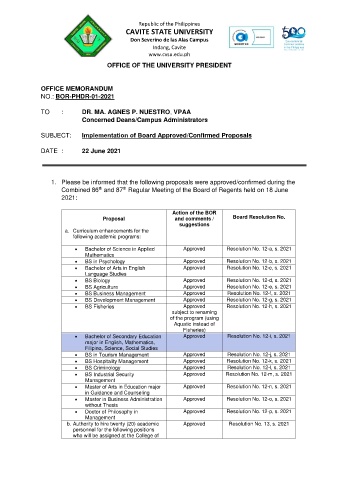 Republic of the Philippines
CAVITE STATE UNIVERSITY
Don Severino de las Alas Campus
Indang, Cavite
www.cvsu.edu.ph
OFFICE OF THE UNIVERSITY PRESIDENT
OFFICE MEMORANDUM
NO.: BOR-PHDR-01-2021
TO : DR. MA. AGNES P. NUESTRO, VPAA
Concerned Deans/Campus Administrators
SUBJECT: Implementation of Board Approved/Confirmed Proposals
DATE : 22 June 2021
1. Please be informed that the following proposals were approved/confirmed during the
Combined 86th and 87th Regular Meeting of the Board of Regents held on 18 June
2021:
Proposal
Action of the BOR
and comments /
suggestions
Board Resolution No.
a. Curriculum enhancements for the
following academic programs:
• Bachelor of Science in Applied
Mathematics
Approved Resolution No. 12-a, s. 2021
• BS in Psychology Approved Resolution No. 12-b, s. 2021
• Bachelor of Arts in English
Language Studies
Approved Resolution No. 12-c, s. 2021
• BS Biology Approved Resolution No. 12-d, s. 2021
• BS Agriculture Approved Resolution No. 12-e, s. 2021
• BS Business Management Approved Resolution No. 12-f, s. 2021
• BS Development Management Approved Resolution No. 12-g, s. 2021
• BS Fisheries Approved Resolution No. 12-h, s. 2021
subject to renaming
of the program (using
Aquatic instead of
Fisheries)
• Bachelor of Secondary Education
major in English, Mathematics,
Filipino, Science, Social Studies
Approved Resolution No. 12-i, s. 2021
• BS in Tourism Management Approved Resolution No. 12-j, s. 2021
• BS Hospitality Management Approved Resolution No. 12-k, s. 2021
• BS Criminology Approved Resolution No. 12-l, s. 2021
• BS Industrial Security
Management
Approved Resolution No. 12-m, s. 2021
• Master of Arts in Education major
in Guidance and Counseling
Approved Resolution No. 12-n, s. 2021
• Master in Business Administration
without Thesis
Approved Resolution No. 12-o, s. 2021
• Doctor of Philosophy in
Management
Approved Resolution No. 12-p, s. 2021
b. Authority to hire twenty (20) academic
personnel for the following positions
who will be assigned at the College of
Approved Resolution No. 13, s. 2021